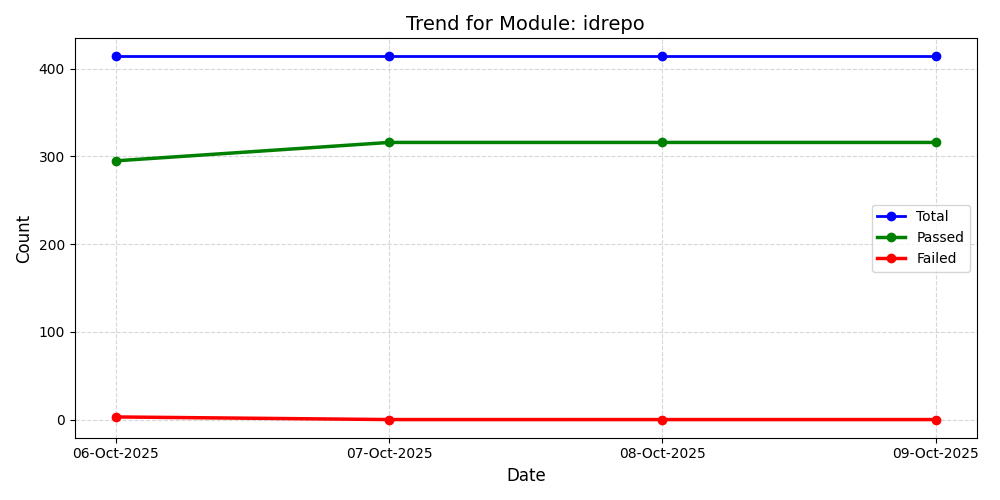 Trend for Module: idrepo
Count
400
300
200
100
0
Total
Passed
Failed
06-Oct-2025 07-Oct-2025 08-Oct-2025 09-Oct-2025
Date